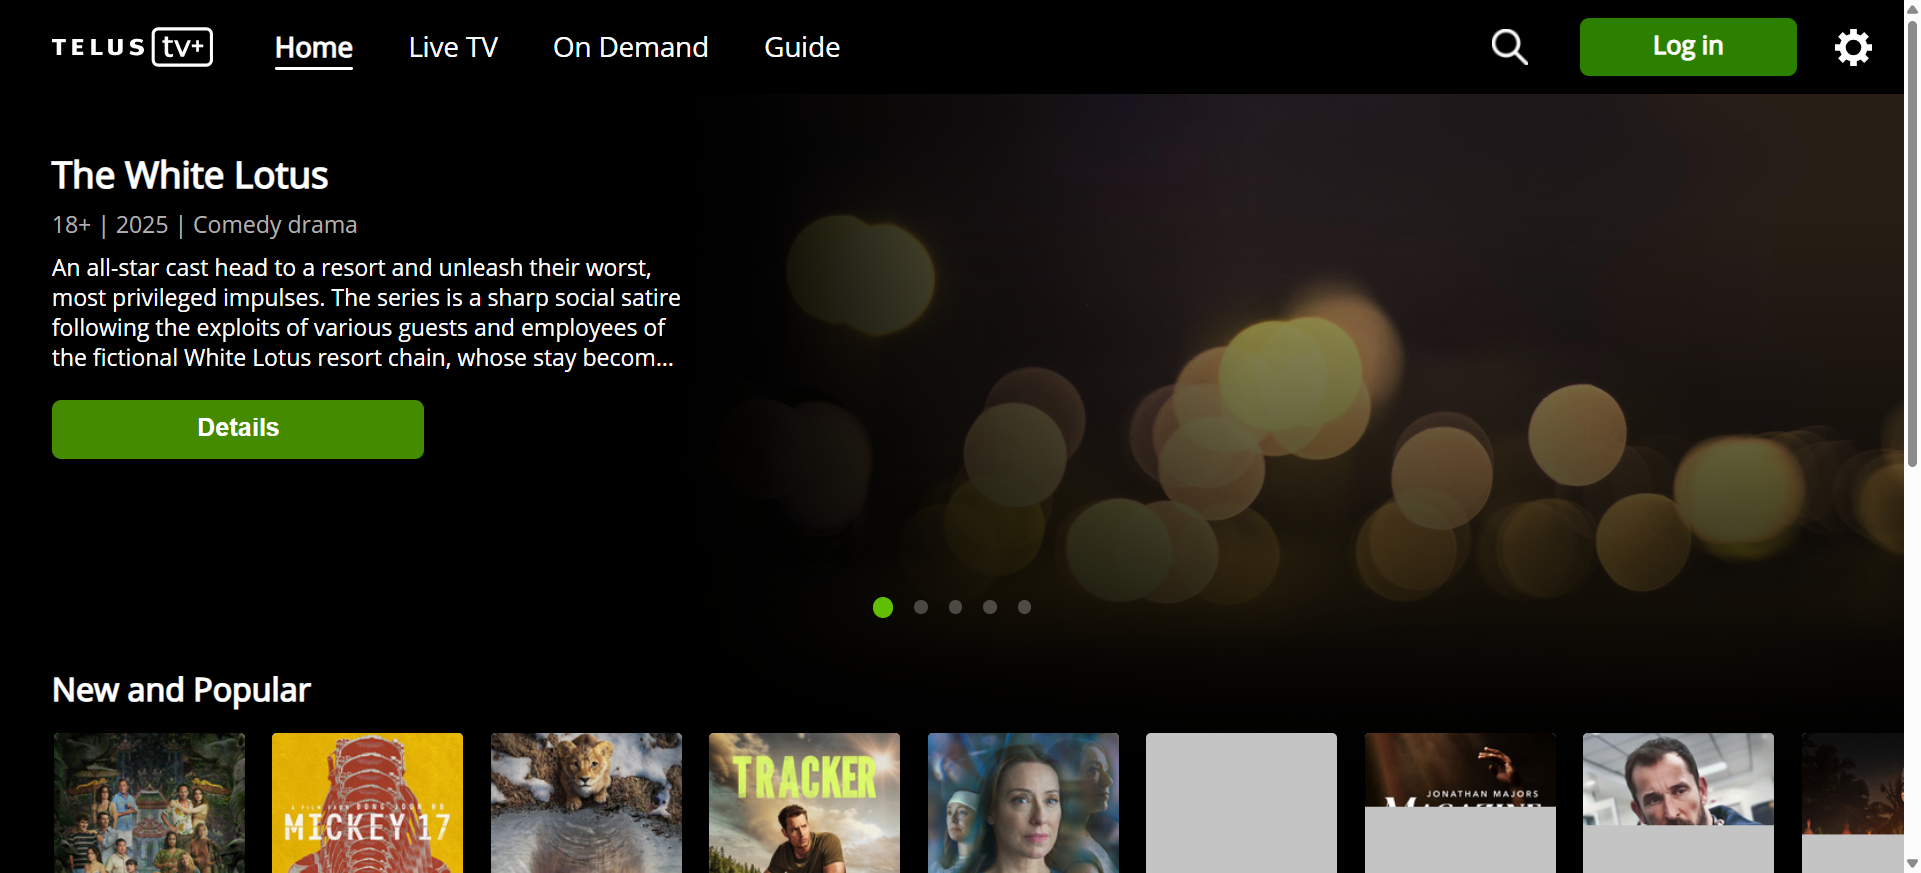 TELUS tv+
Home
Live TV
On Demand
Guide
Log in
The White Lotus
18+ | 2025 | Comedy drama
An all-star cast head to a resort and unleash their worst,
most privileged impulses. The series is a sharp social satire
following the exploits of various guests and employees of
the fictional White Lotus resort chain, whose stay becom...
Details
New and Popular
A FILM FROM BONG JOON HO
MICKEY 17
TRACKER
JONATHAN MAJORS
MAGAZINE